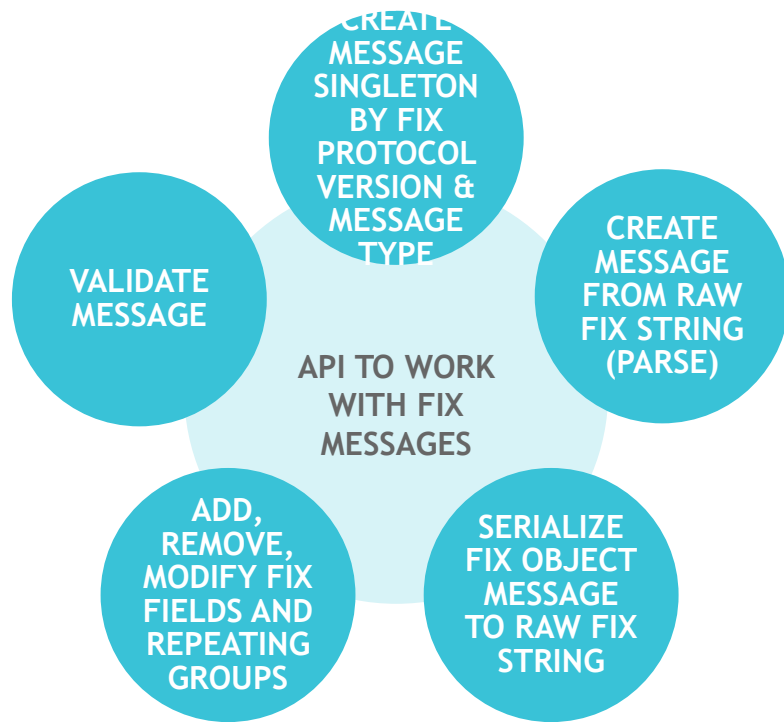 CREATE
MESSAGE
SINGLETON
BY FIX
PROTOCOL
VERSION &
MESSAGE
TYPE
CREATE
MESSAGE
FROM RAW
FIX STRING
(PARSE)
VALIDATE
MESSAGE
API TO WORK
WITH FIX
MESSAGES
ADD,
REMOVE,
MODIFY FIX
FIELDS AND
REPEATING
GROUPS
SERIALIZE
FIX OBJECT
MESSAGE
TO RAW FIX
STRING